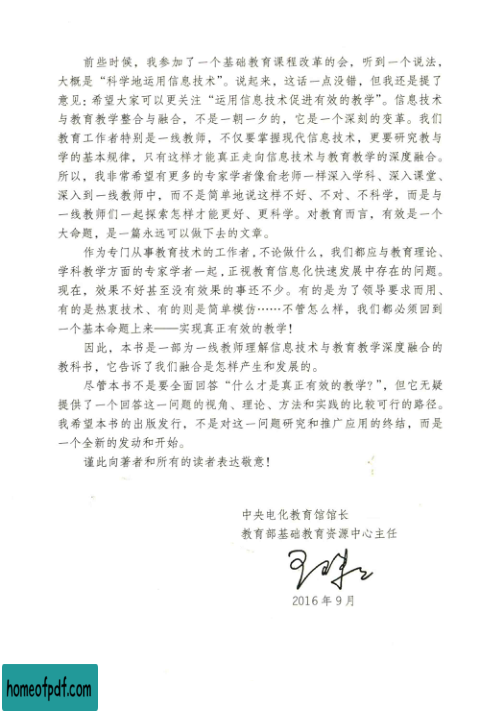 前些时候，我参加了一个基础教育课程改革的会，听到一个说法，
大概是“科学地运用信息技术”。说起来，这话一点没错，但我还是提了
意见：希望大家可以更关注“运用信息技术促进有效的教学”。信息技术
与教育教学整合与融合，不是一朝一夕的，它是一个深刻的变革。我们
教育工作者特别是一线教师，不仅要掌握现代信息技术，更要研究教与
学的基本规律，只有这样才能真正走向信息技术与教育教学的深度融合。
所以，我非常希望有更多的专家学者像俞老师一样深入学科、深入课堂、
深入到一线教师中，而不是简单地说这样不好、不对、不科学，而是与
一线教师们一起探索怎样才能更好、更科学。对教育而言，有效是一个
大命题，是一篇永远可以做下去的文章。
作为专门从事教育技术的工作者，不论做什么，我们都应与教育理论、
学科教学方面的专家学者一起，正视教育信息化快速发展中存在的问题。
现在，效果不好甚至没有效果的事还不少。有的是为了领导要求而用、
有的是热衷技术、有的则是简单模仿……不管怎么样，我们都必须回到
一个基本命题上来——实现真正有效的教学！
因此，本书是一部为一线教师理解信息技术与教育教学深度融合的
教科书，它告诉了我们融合是怎样产生和发展的。
尽管本书不是要全面回答“什么才是真正有效的教学？”，但它无疑
提供了一个回答这一问题的视角、理论、方法和实践的比较可行的路径。
我希望本书的出版发行，不是对这一问题研究和推广应用的终结，而是
一个全新的发动和开始。
谨此向著者和所有的读者表达敬意！
中央电化教育馆馆长
教育部基础教育资源中心主任
2016年9月
homeofpdf.com